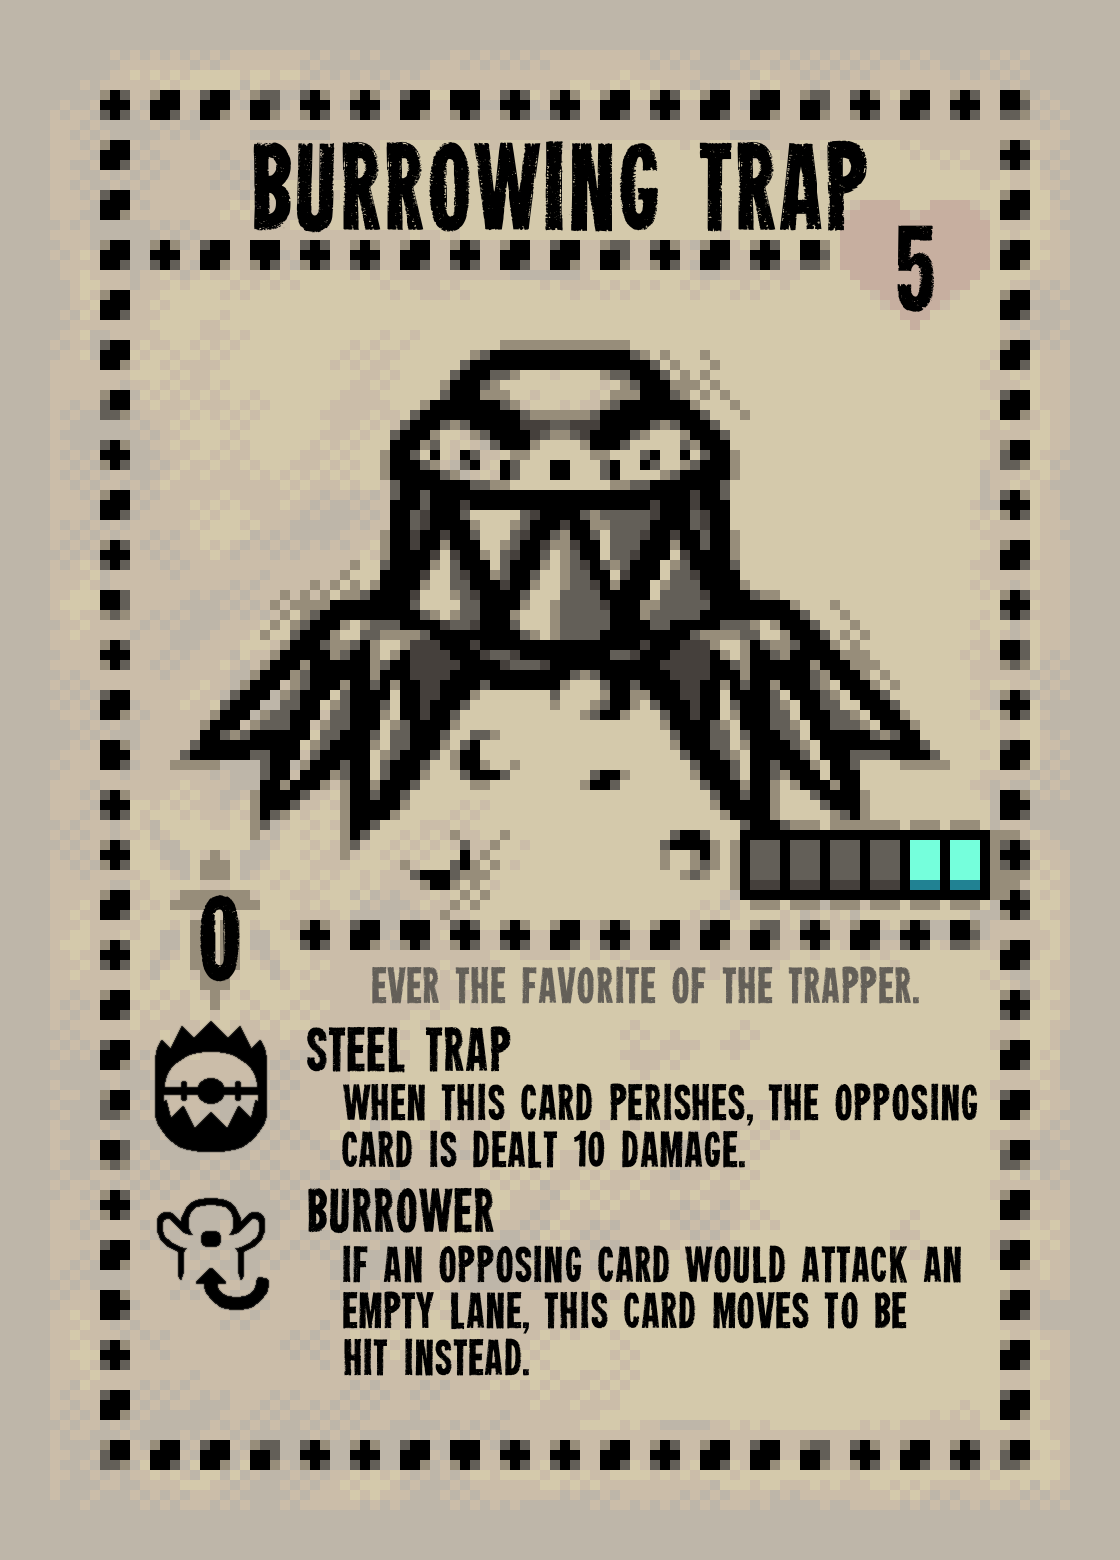 BURROWING TRAP
5
0
EVER THE FAVORITE OF THE TRAPPER.
STEEL TRAP
WHEN THIS CARD PERISHES, THE OPPOSING
CARD IS DEALT 10 DAMAGE.
BURROWER
IF AN OPPOSING CARD WOULD ATTACK AN
EMPTY LANE, THIS CARD MOVES TO BE
HIT INSTEAD.